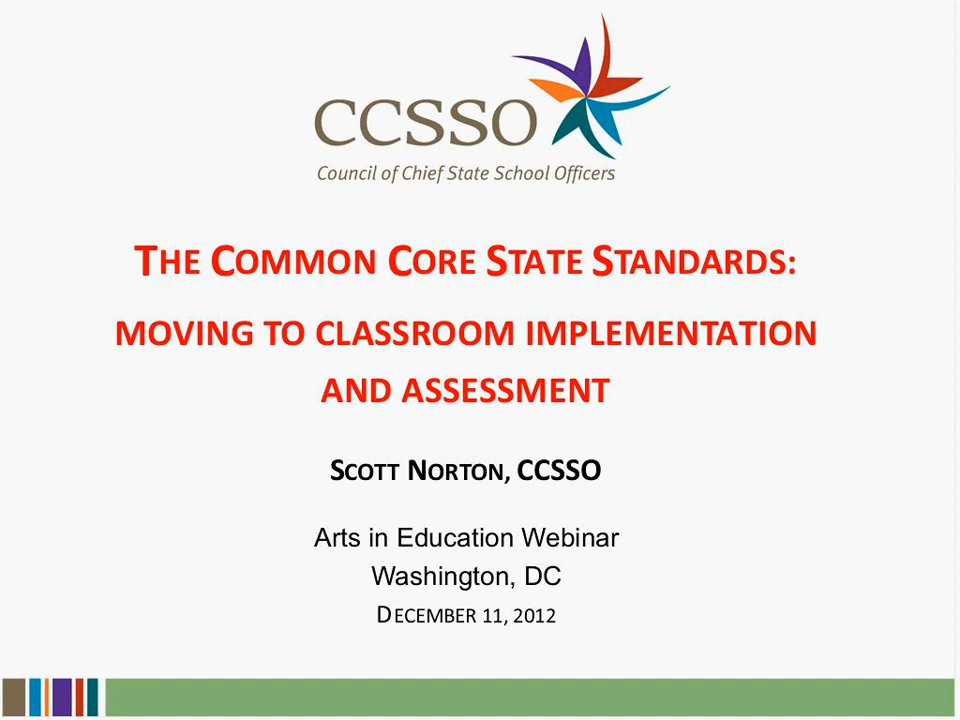 CCSSO
Council of Chief State School Officers
THE COMMON CORE STATE STANDARDS:
MOVING TO CLASSROOM IMPLEMENTATION
AND ASSESSMENT
SCOTT NORTON, CCSSO
Arts in Education Webinar
Washington, DC
DECEMBER 11, 2012